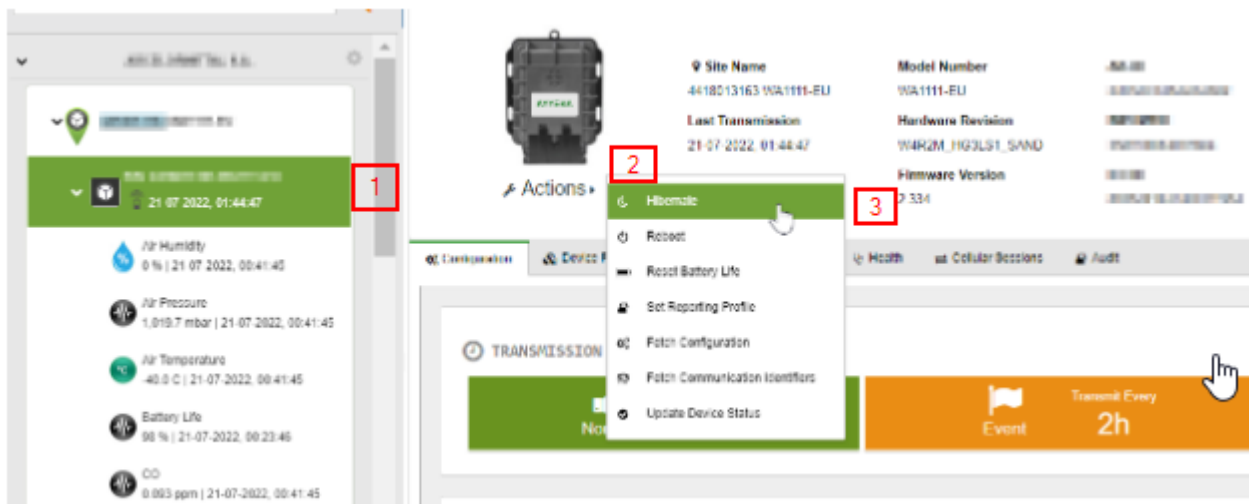 21 07 2022, 01:44:47
1
Air Humidity
0 % | 21 07 2022, 00:41:45
Air Pressure
1,019.7 mbar | 21-07-2022, 00:41:45
Air Temperature
-40.0 C | 21-07-2022, 00:41:45
Battery Life
98 % | 21-07-2022, 00:23:46
CO
0.093 ppm | 21-07-2022, 00:41:45
Site Name
4418013163 WA1111-EU
Last Transmission
21-07-2022, 01:44:47
Model Number
WA1111-EU
Hardware Revision
W4R2M_HG3LS1_SAND
Firmware Version
2 334
Actions
2
Hibernate
3
Reboot
Reset Battery Life
Set Reporting Profile
Fetch Configuration
Fetch Communication Identifiers
Update Device Status
Configuration
Device
Health
Cellular Sessions
Audit
TRANSMISSION
Event
Transmit Every
2h